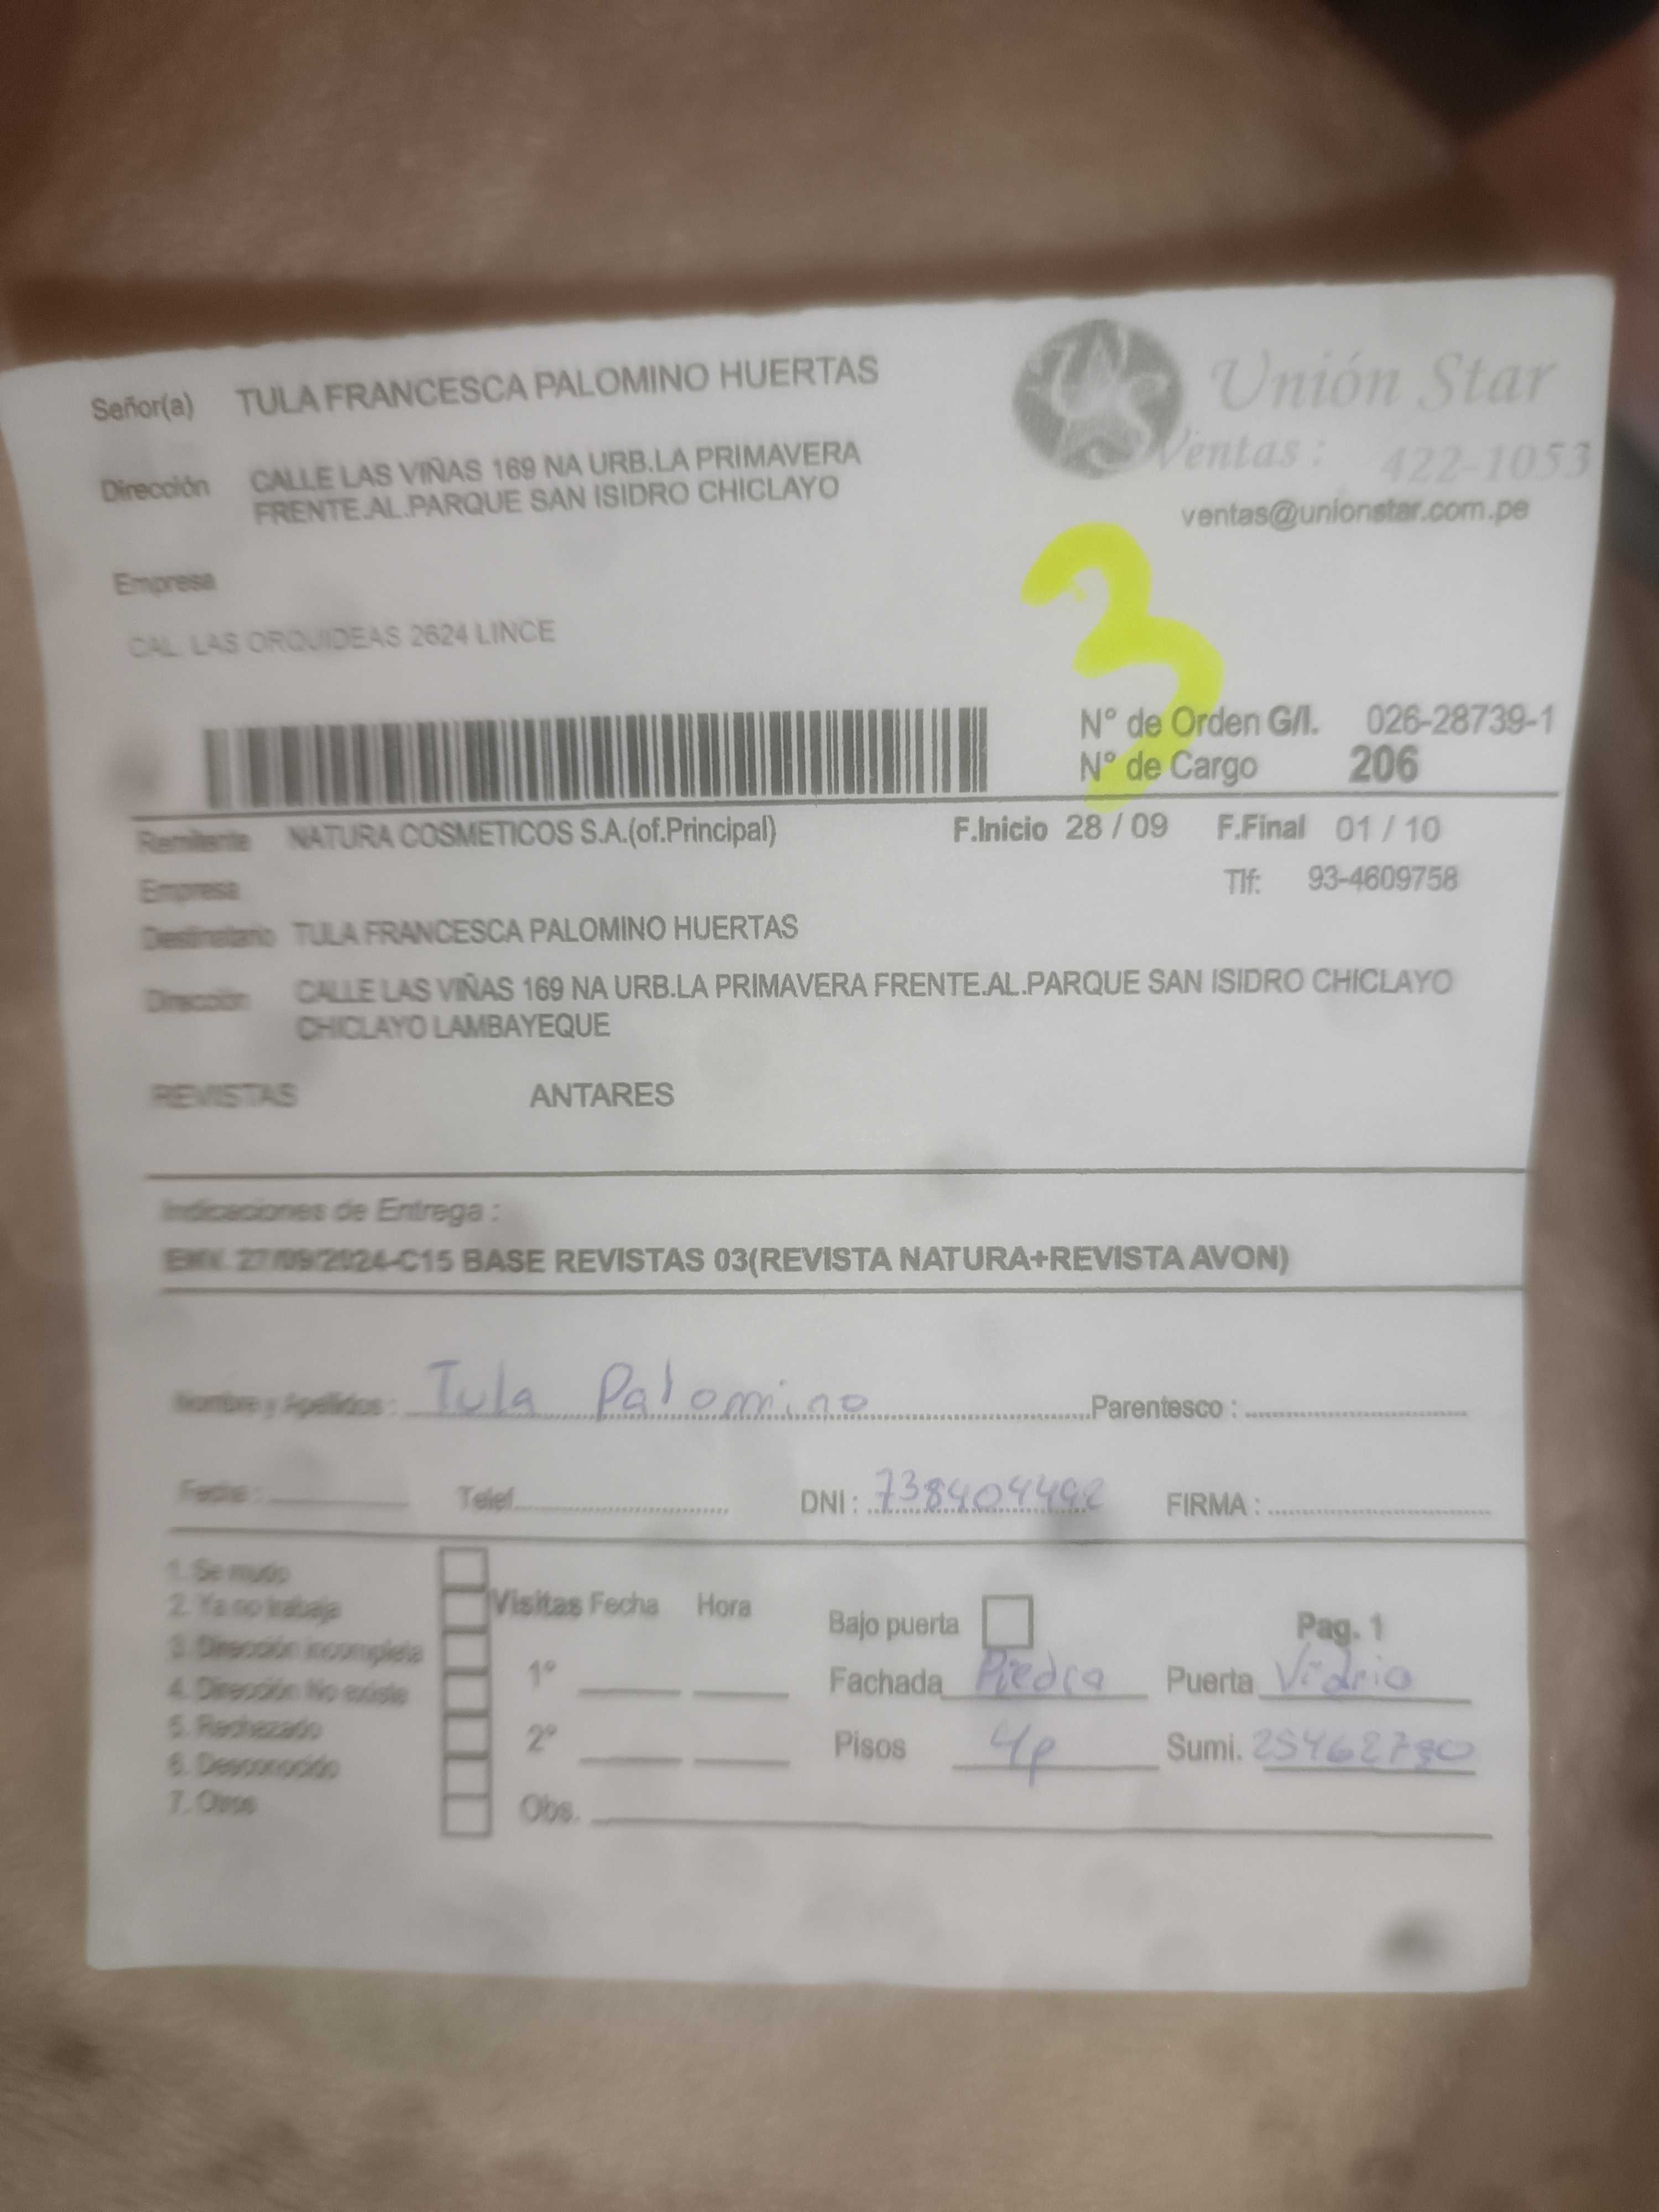 Señor(a) TULA FRANCESCA PALOMINO HUERTAS
Unión Star
Ventas: 422-1053
ventas@unionstar.com.pe
Dirección CALLE LAS VIÑAS 169 NA URB.LA PRIMAVERA
FRENTE.AL.PARQUE SAN ISIDRO CHICLAYO
Empresa
CAL. LAS ORQUIDEAS 2624 LINCE
3
N° de Orden G/I. 026-28739-1
N° de Cargo 206
Remitente NATURA COSMETICOS S.A.(of.Principal) F.Inicio 28 / 09 F.Final 01 / 10
Empresa Tlf: 93-4609758
Destinatario TULA FRANCESCA PALOMINO HUERTAS
Dirección CALLE LAS VIÑAS 169 NA URB.LA PRIMAVERA FRENTE.AL.PARQUE SAN ISIDRO CHICLAYO
CHICLAYO LAMBAYEQUE
REVISTAS ANTARES
Indicaciones de Entrega :
27/09/2024-C15 BASE REVISTAS 03(REVISTA NATURA+REVISTA AVON)
Nombre y Apellidos : Tula Palomino Parentesco :
Fecha : Telef. DNI : 738404492 FIRMA :
1. Se mudo
2. Ya no trabaja
3. Dirección incompleta
4. Dirección No existe
5. Rechazado
6. Desconocido
7. Otros
Visitas Fecha Hora
1°
2°
Obs.
Bajo puerta Pag. 1
Fachada Piedra Puerta Vidrio
Pisos 4p Sumi.